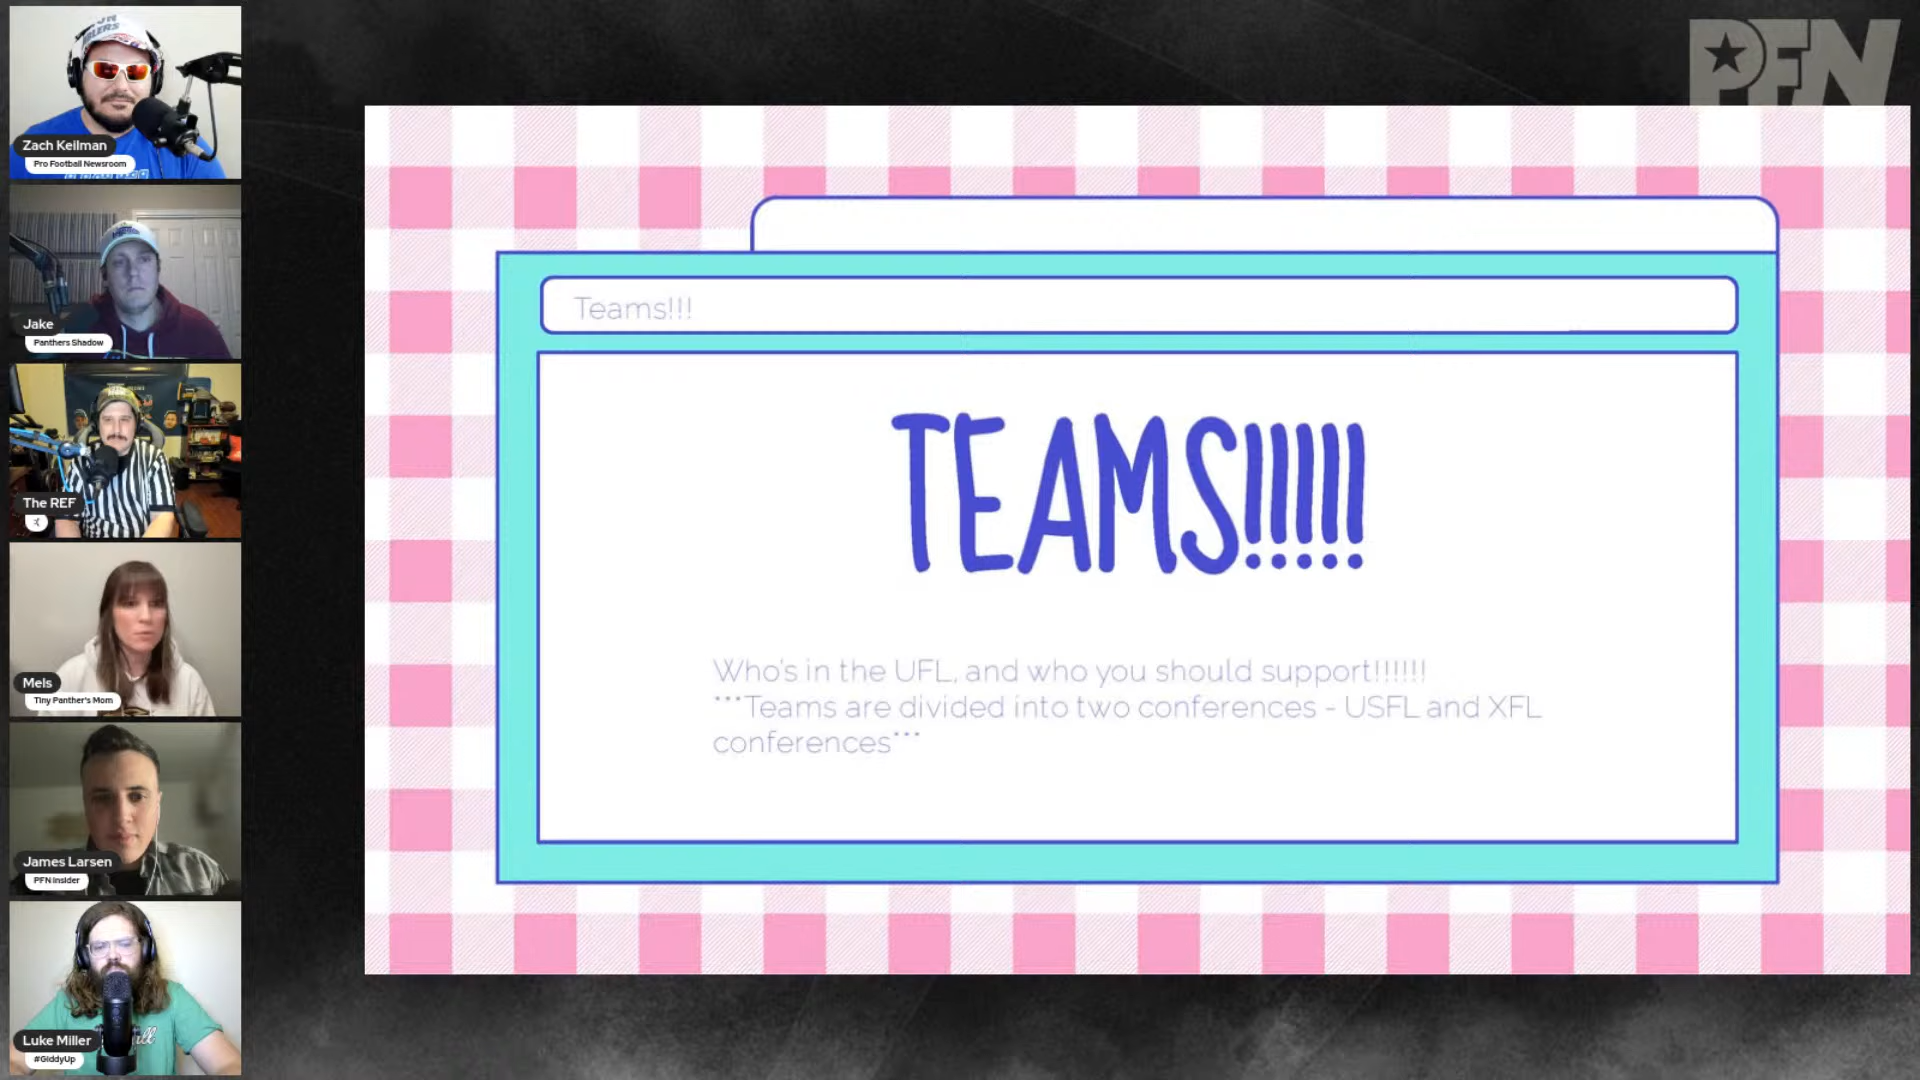 PFN
Zach Keilman
Pro Football Newsroom
Jake
Panthers Shadow
The REF
Mels
Tiny Panther's Mom
James Larsen
PFN Insider
Luke Miller
#GiddyUp
Teams!!!
TEAMS!!!!!
Who's in the UFL, and who you should support!!!!!!
***Teams are divided into two conferences - USFL and XFL
conferences***